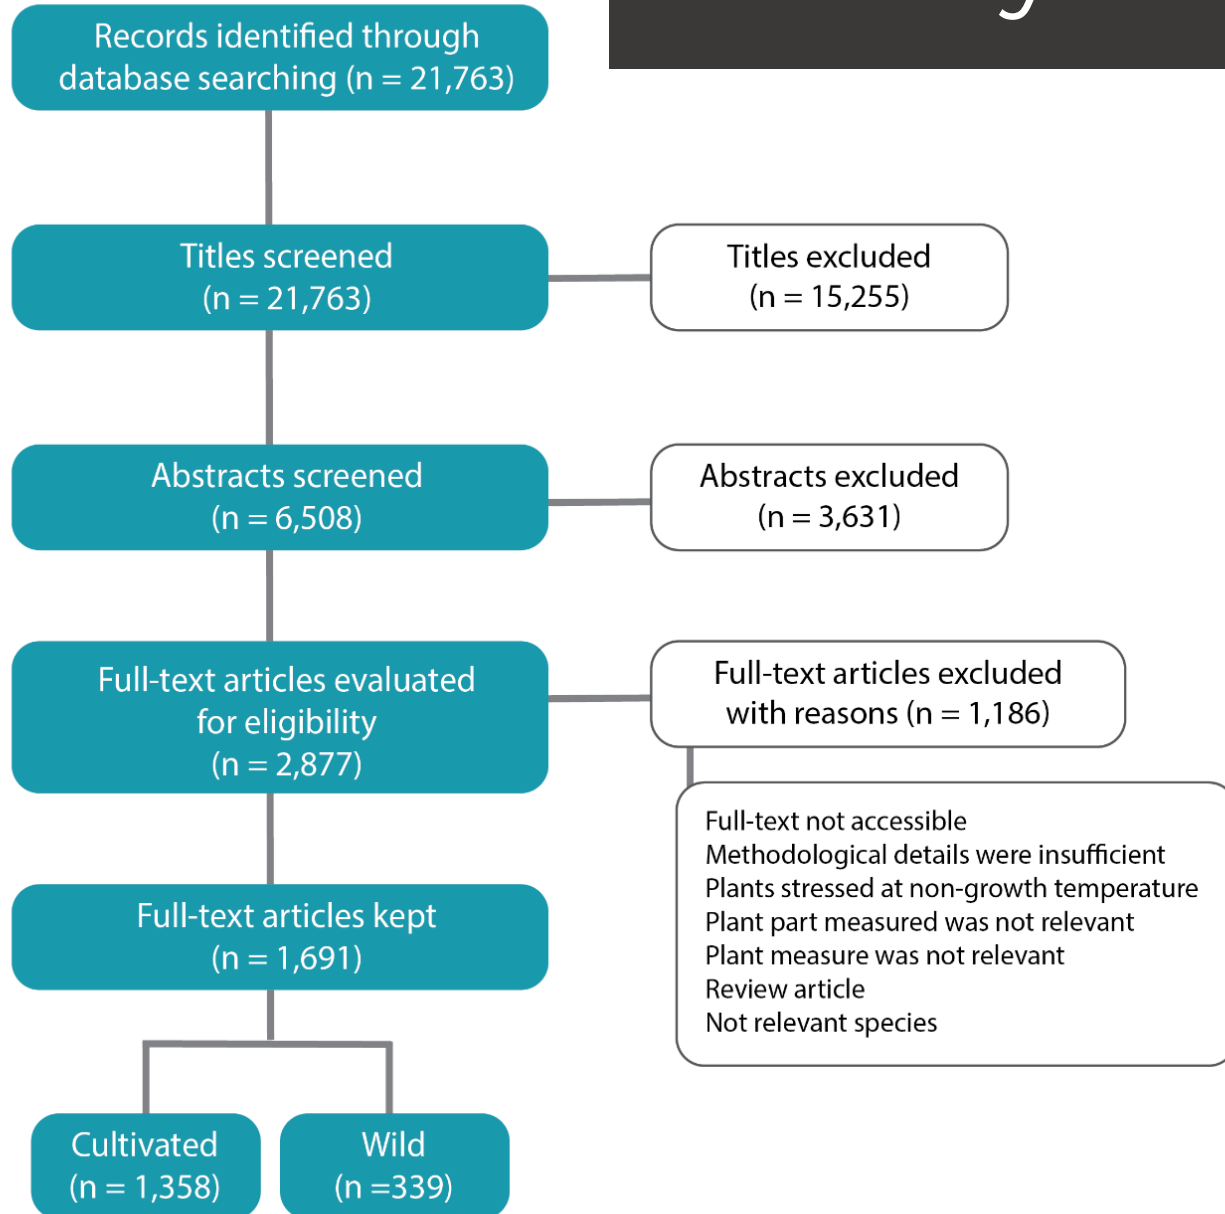 Records identified through
database searching (n = 21,763)
Titles screened
(n = 21,763)
Titles excluded
(n = 15,255)
Abstracts screened
(n = 6,508)
Abstracts excluded
(n = 3,631)
Full-text articles evaluated
for eligibility
(n = 2,877)
Full-text articles excluded
with reasons (n = 1,186)
Full-text not accessible
Methodological details were insufficient
Plants stressed at non-growth temperature
Plant part measured was not relevant
Plant measure was not relevant
Review article
Not relevant species
Full-text articles kept
(n = 1,691)
Cultivated
(n = 1,358)
Wild
(n =339)